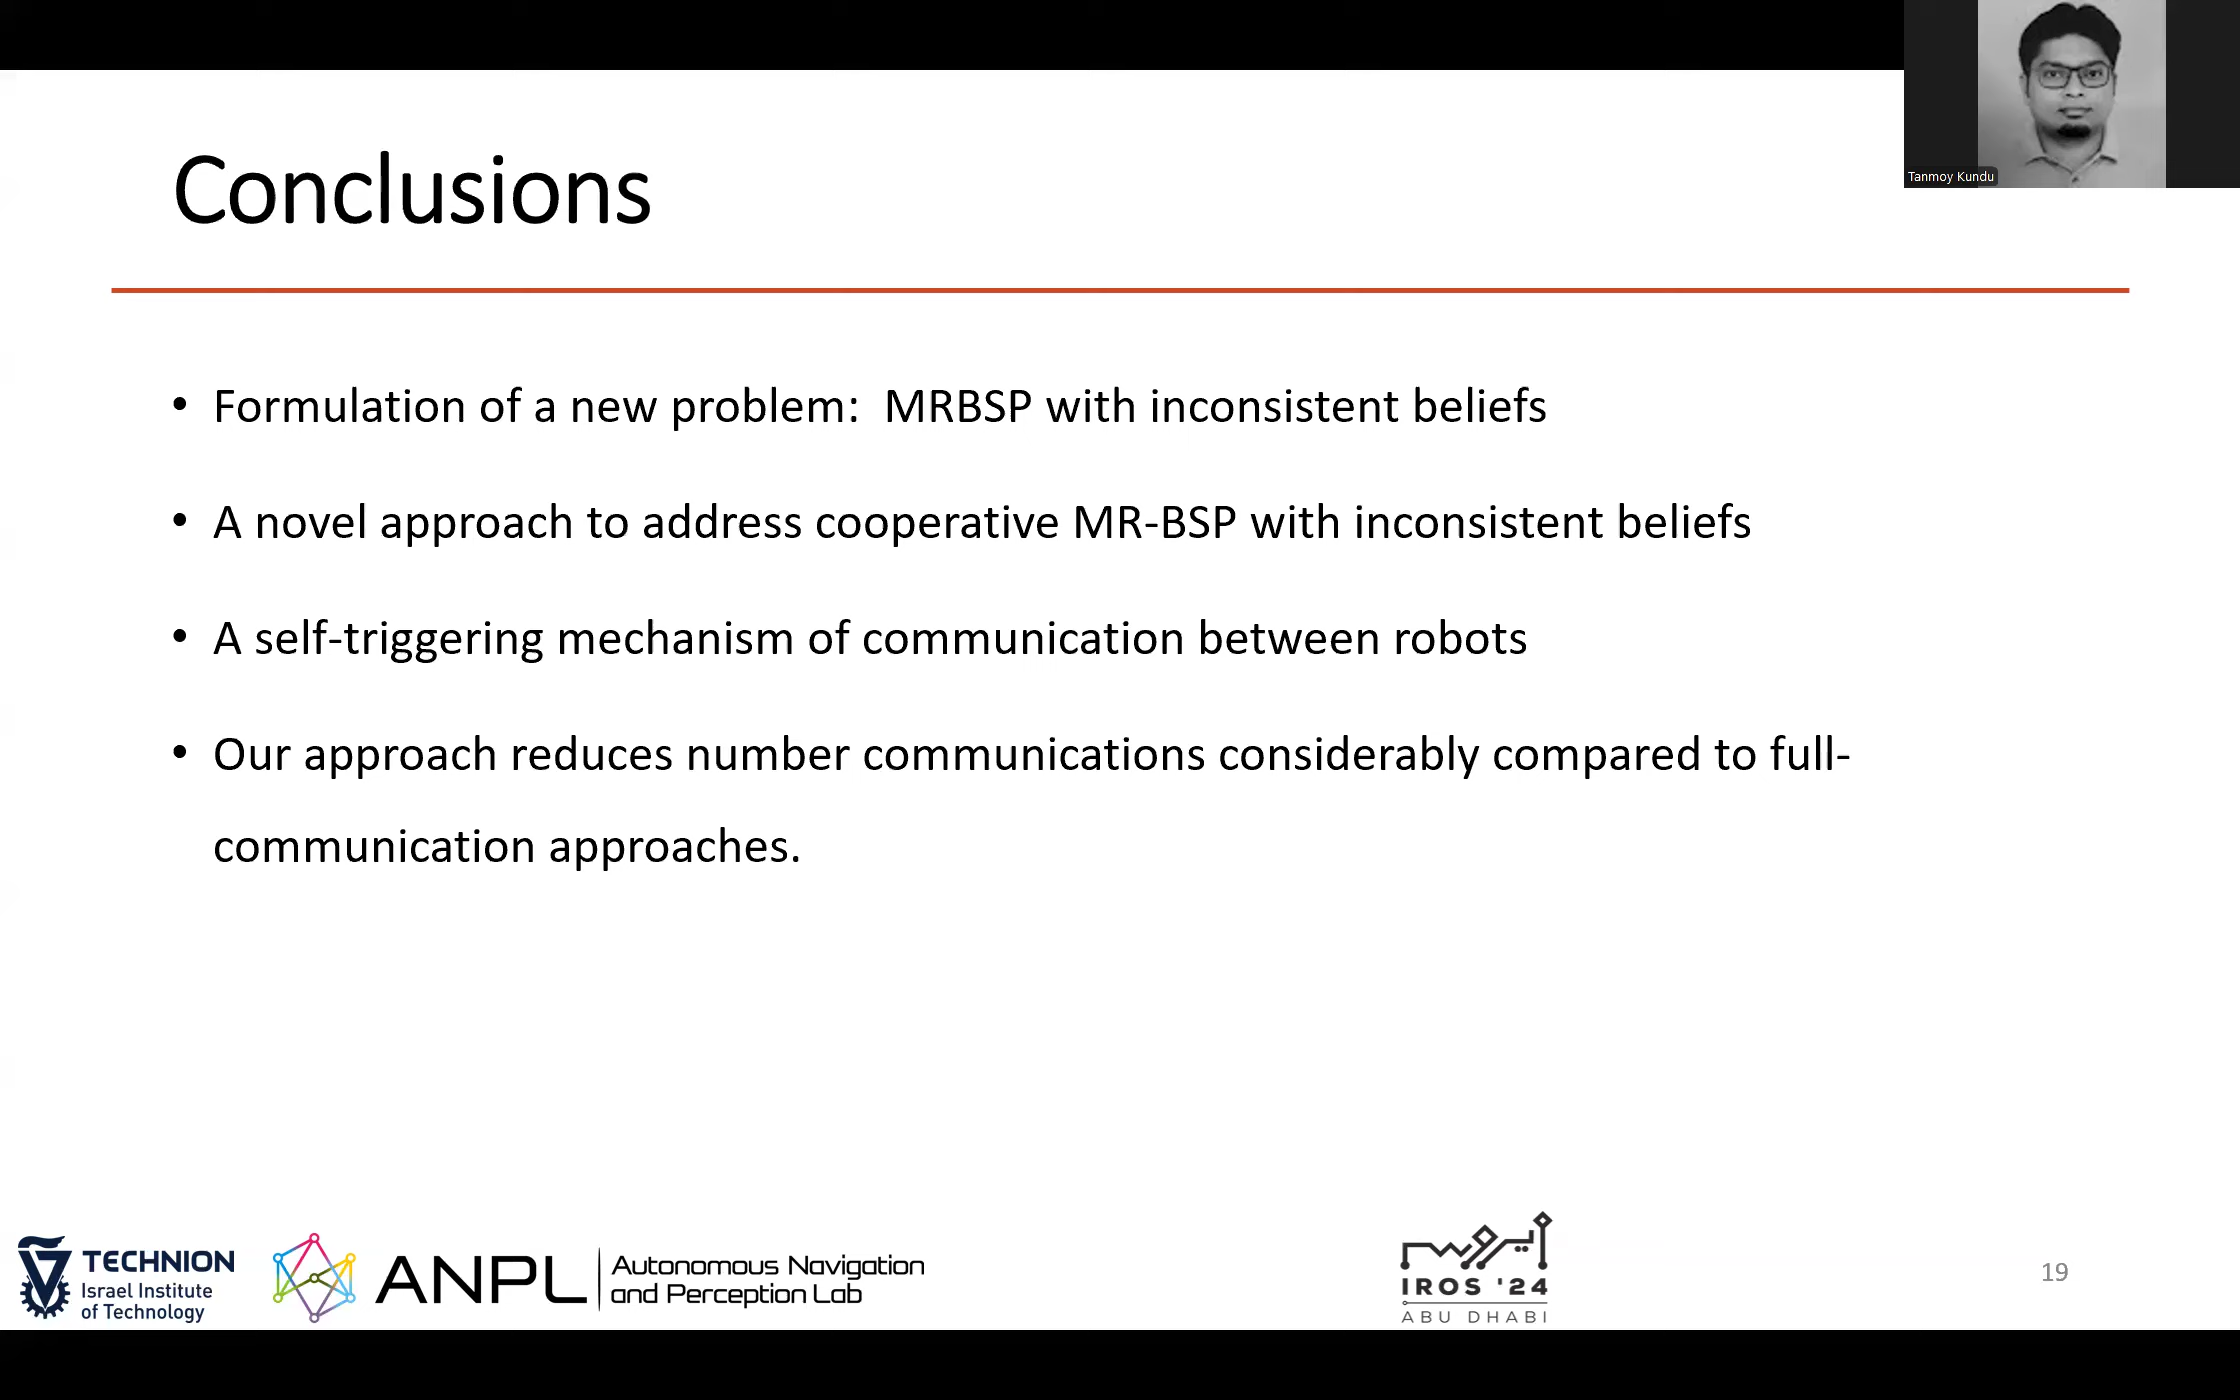 Tanmoy Kundu
Conclusions
• Formulation of a new problem:  MRBSP with inconsistent beliefs
• A novel approach to address cooperative MR-BSP with inconsistent beliefs
• A self-triggering mechanism of communication between robots
• Our approach reduces number communications considerably compared to full-
communication approaches.
TECHNION
Israel Institute
of Technology
ANPL
Autonomous Navigation
and Perception Lab
أيروس
IROS '24
ABU DHABI
19